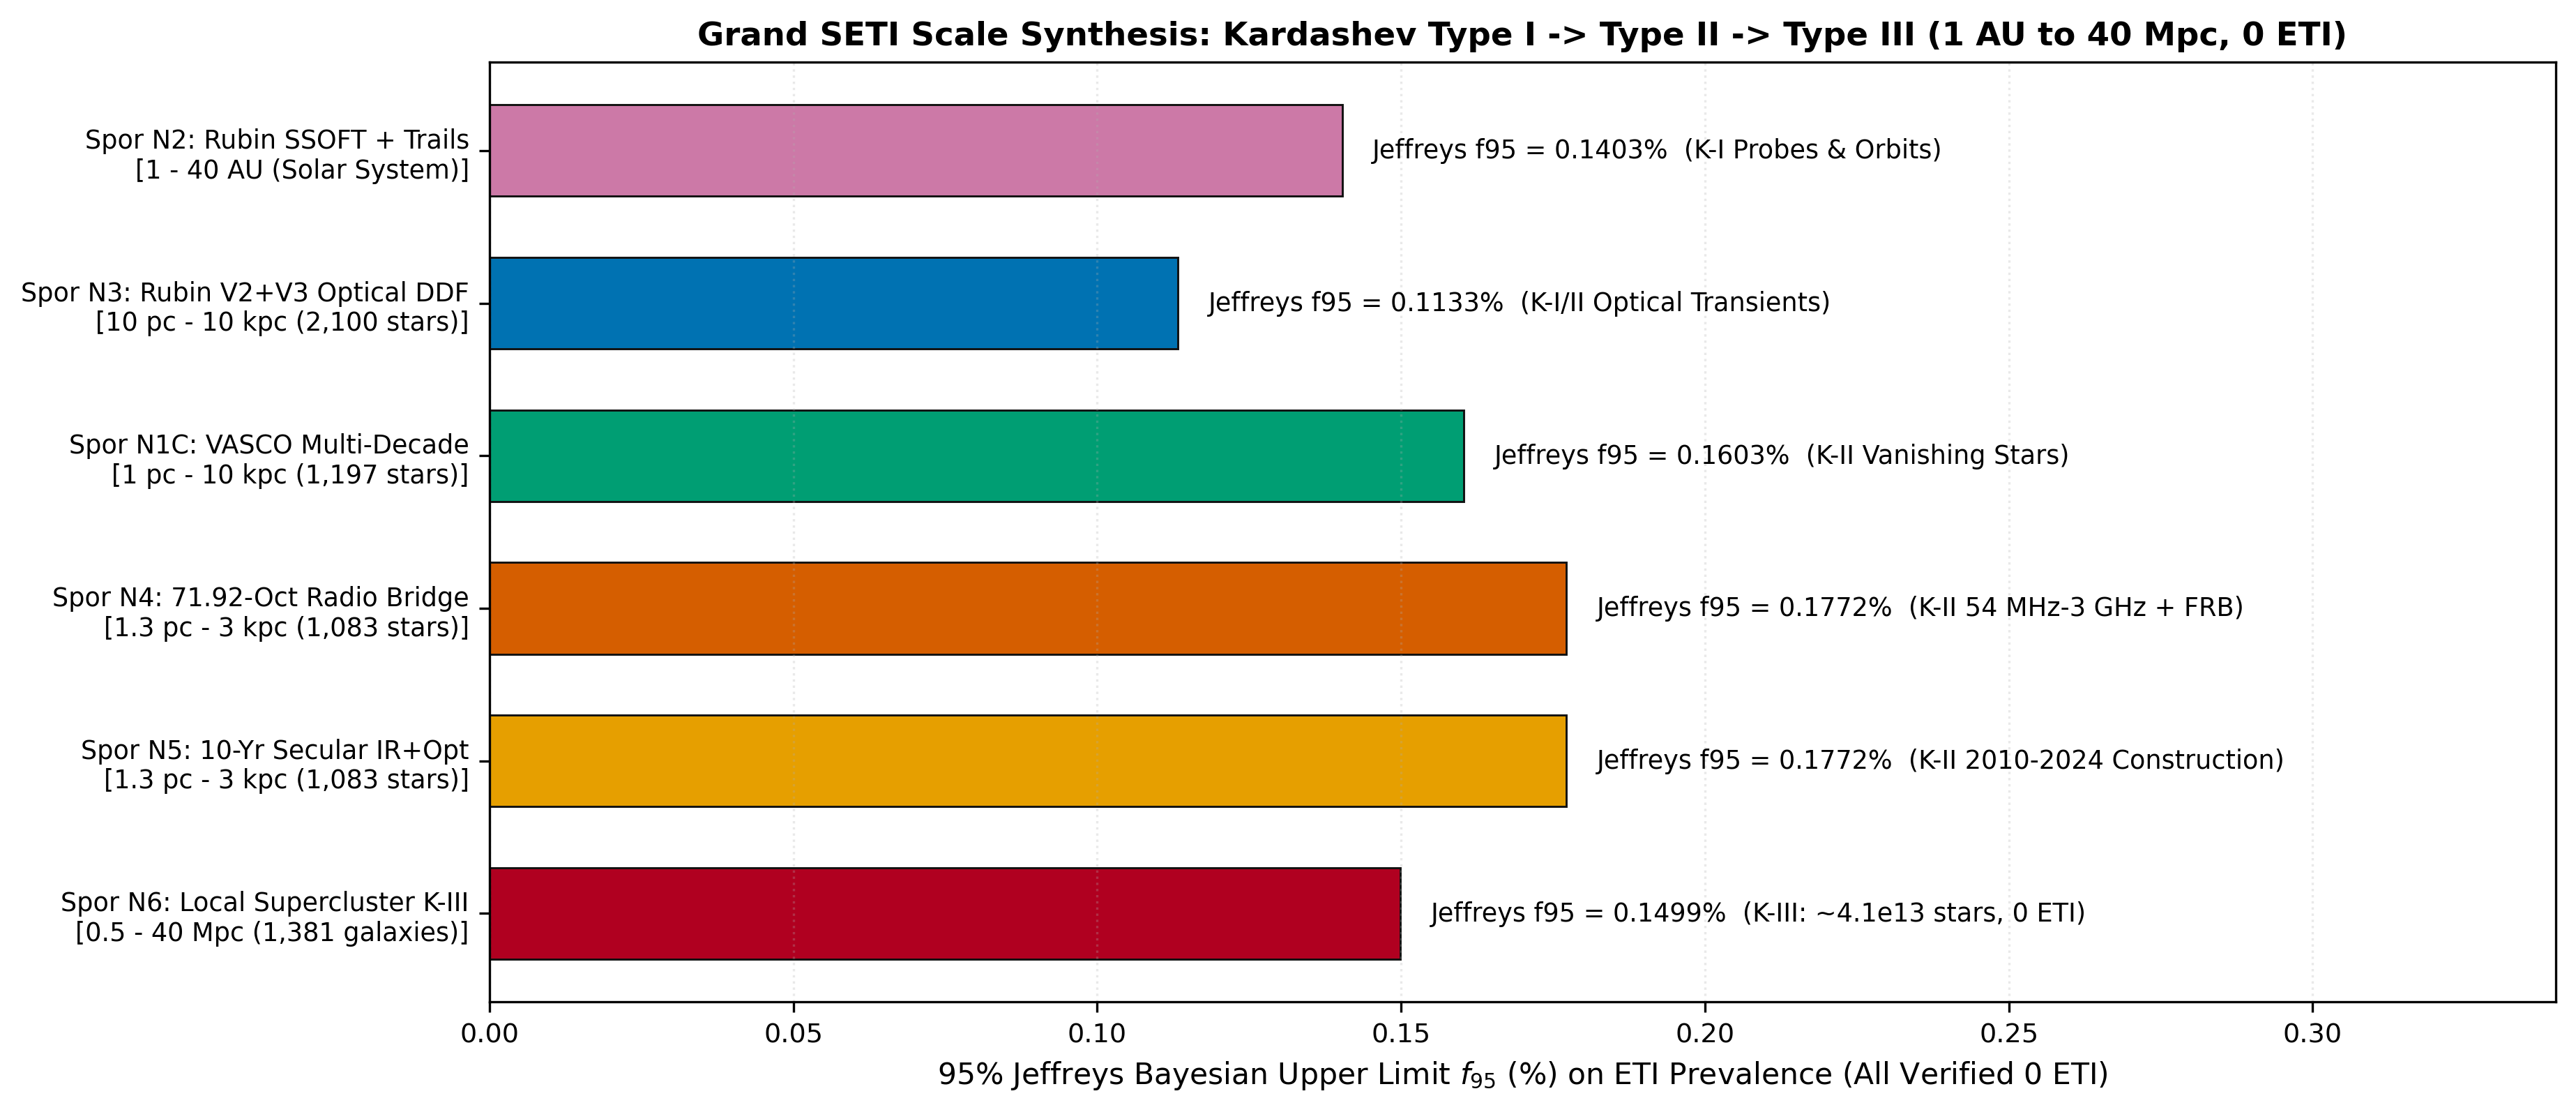 Grand SETI Scale Synthesis: Kardashev Type I -> Type II -> Type III (1 AU to 40 Mpc, 0 ETI)
Spor N2: Rubin SSOFT + Trails
[1 - 40 AU (Solar System)]
Jeffreys f95 = 0.1403%  (K-I Probes & Orbits)
Spor N3: Rubin V2+V3 Optical DDF
[10 pc - 10 kpc (2,100 stars)]
Jeffreys f95 = 0.1133%  (K-I/II Optical Transients)
Spor N1C: VASCO Multi-Decade
[1 pc - 10 kpc (1,197 stars)]
Jeffreys f95 = 0.1603%  (K-II Vanishing Stars)
Spor N4: 71.92-Oct Radio Bridge
[1.3 pc - 3 kpc (1,083 stars)]
Jeffreys f95 = 0.1772%  (K-II 54 MHz-3 GHz + FRB)
Spor N5: 10-Yr Secular IR+Opt
[1.3 pc - 3 kpc (1,083 stars)]
Jeffreys f95 = 0.1772%  (K-II 2010-2024 Construction)
Spor N6: Local Supercluster K-III
[0.5 - 40 Mpc (1,381 galaxies)]
Jeffreys f95 = 0.1499%  (K-III: ~4.1e13 stars, 0 ETI)
0.00 0.05 0.10 0.15 0.20 0.25 0.30
95% Jeffreys Bayesian Upper Limit f95 (%) on ETI Prevalence (All Verified 0 ETI)